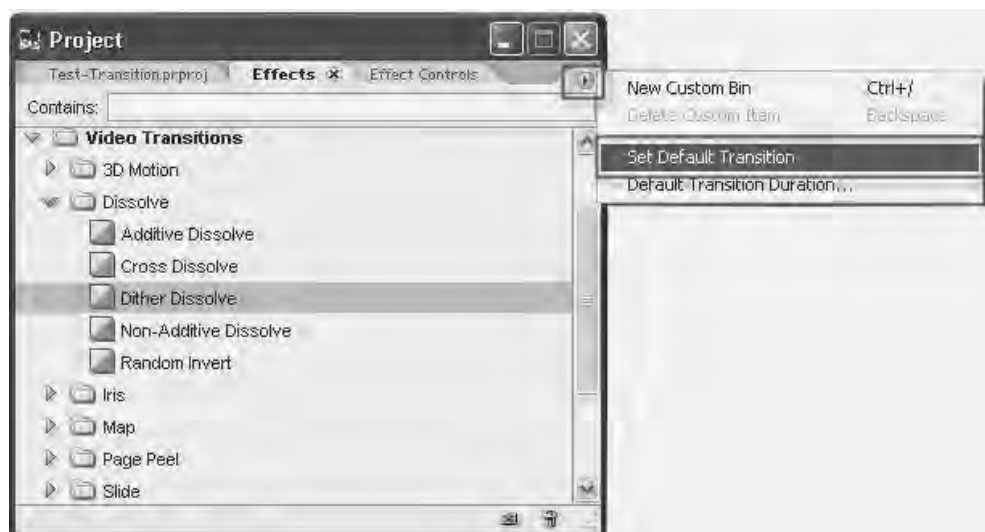 Project
Test-Transition.prproj Effects x Effect Controls
Contains:
Video Transitions
3D Motion
Dissolve
Additive Dissolve
Cross Dissolve
Dither Dissolve
Non-Additive Dissolve
Random Invert
Iris
Map
Page Peel
Slide
New Custom Bin Ctrl+/
Delete Custom Item Backspace
Set Default Transition
Default Transition Duration...